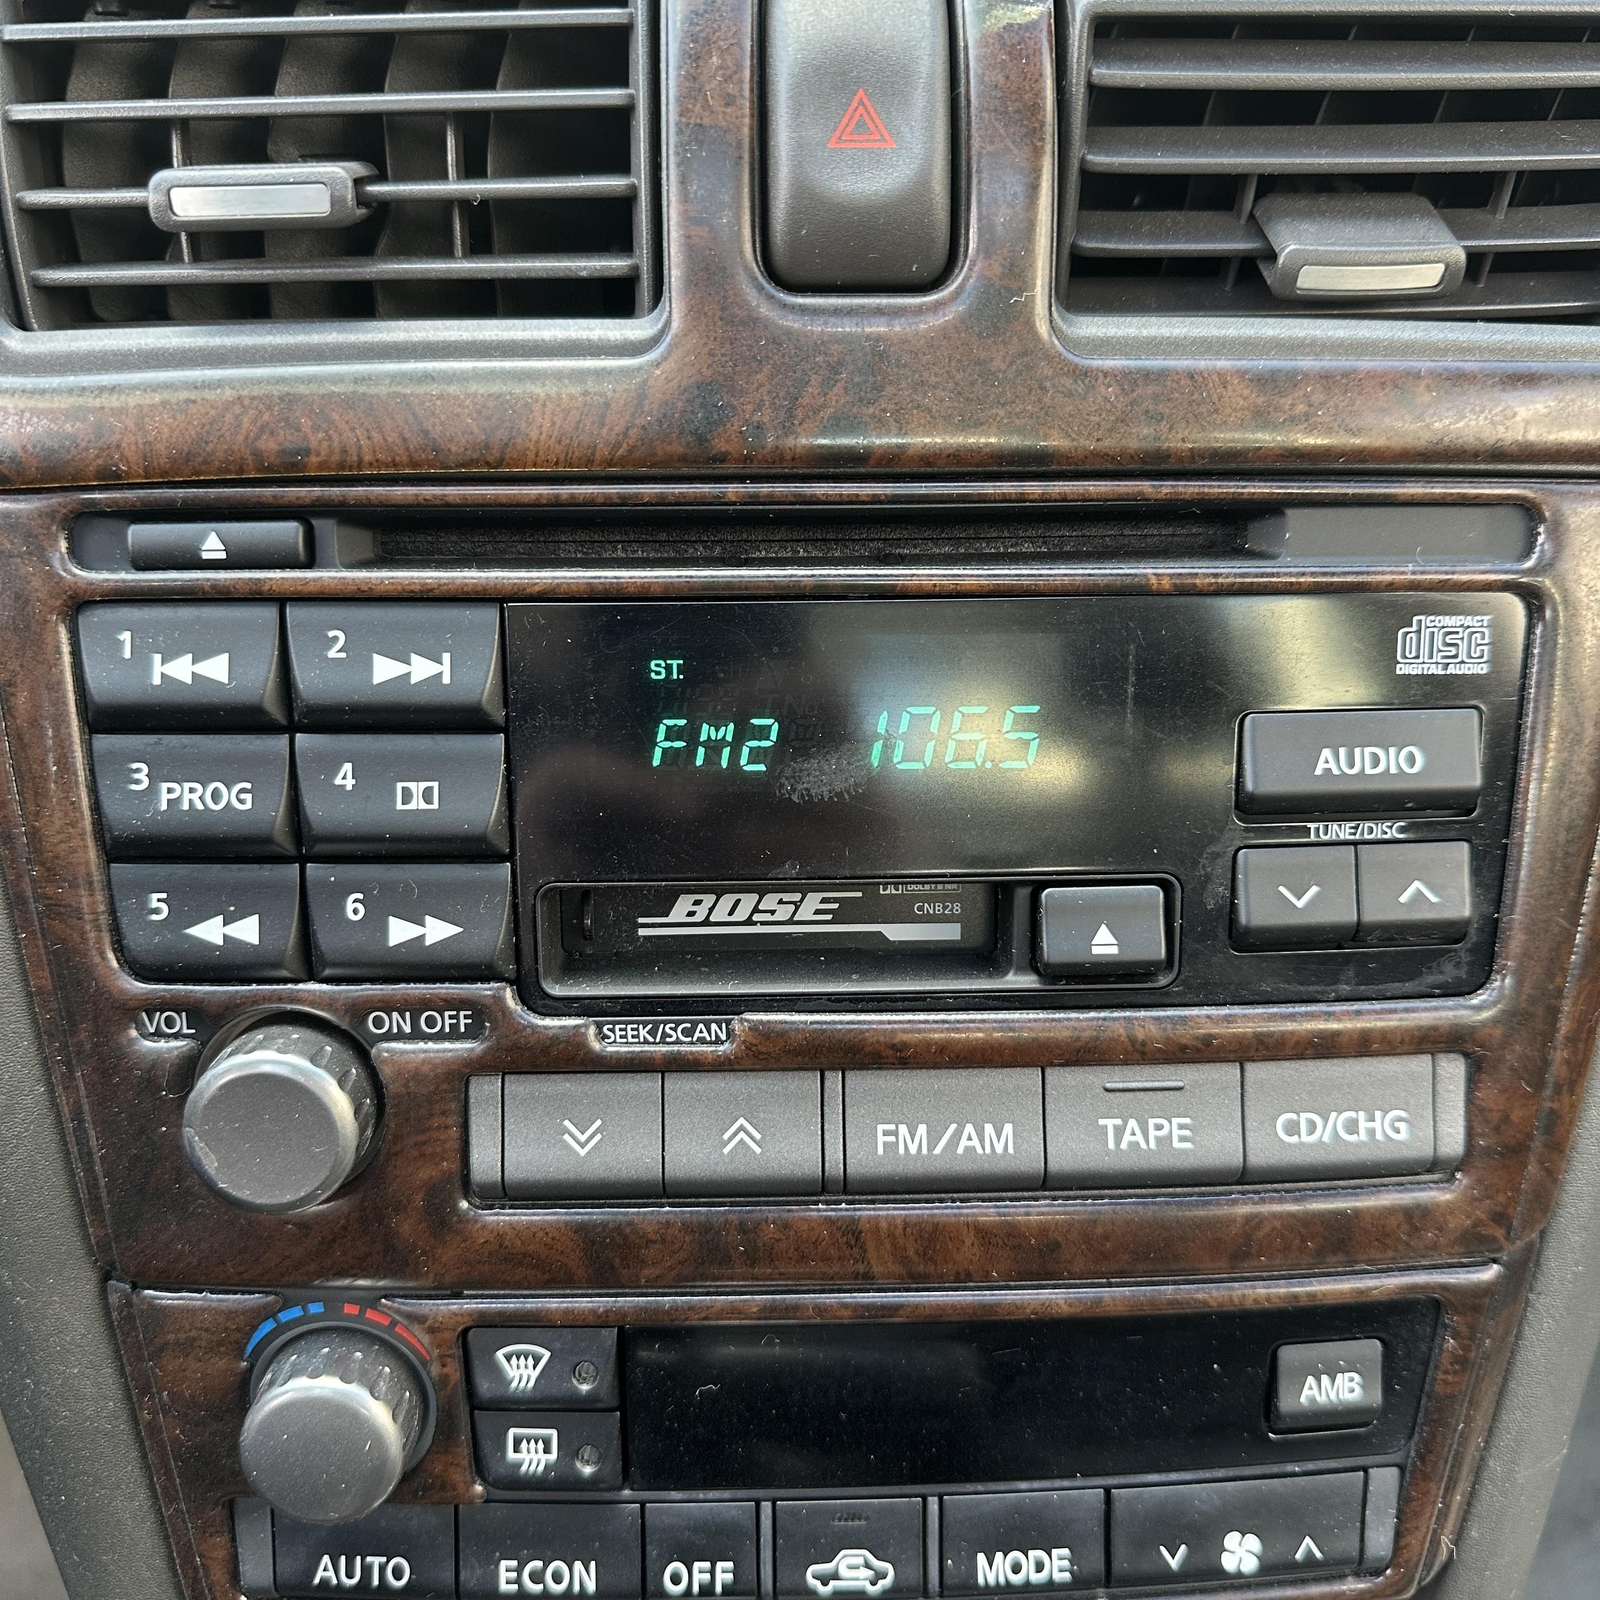 COMPACT
disc
DIGITAL AUDIO
1
2
ST.
FM2 106.5
3 PROG
4
AUDIO
TUNE/DISC
5
6
DOLBY B NR
BOSE
CNB28
VOL
ON OFF
SEEK/SCAN
FM/AM
TAPE
CD/CHG
AMB
AUTO
ECON
OFF
MODE